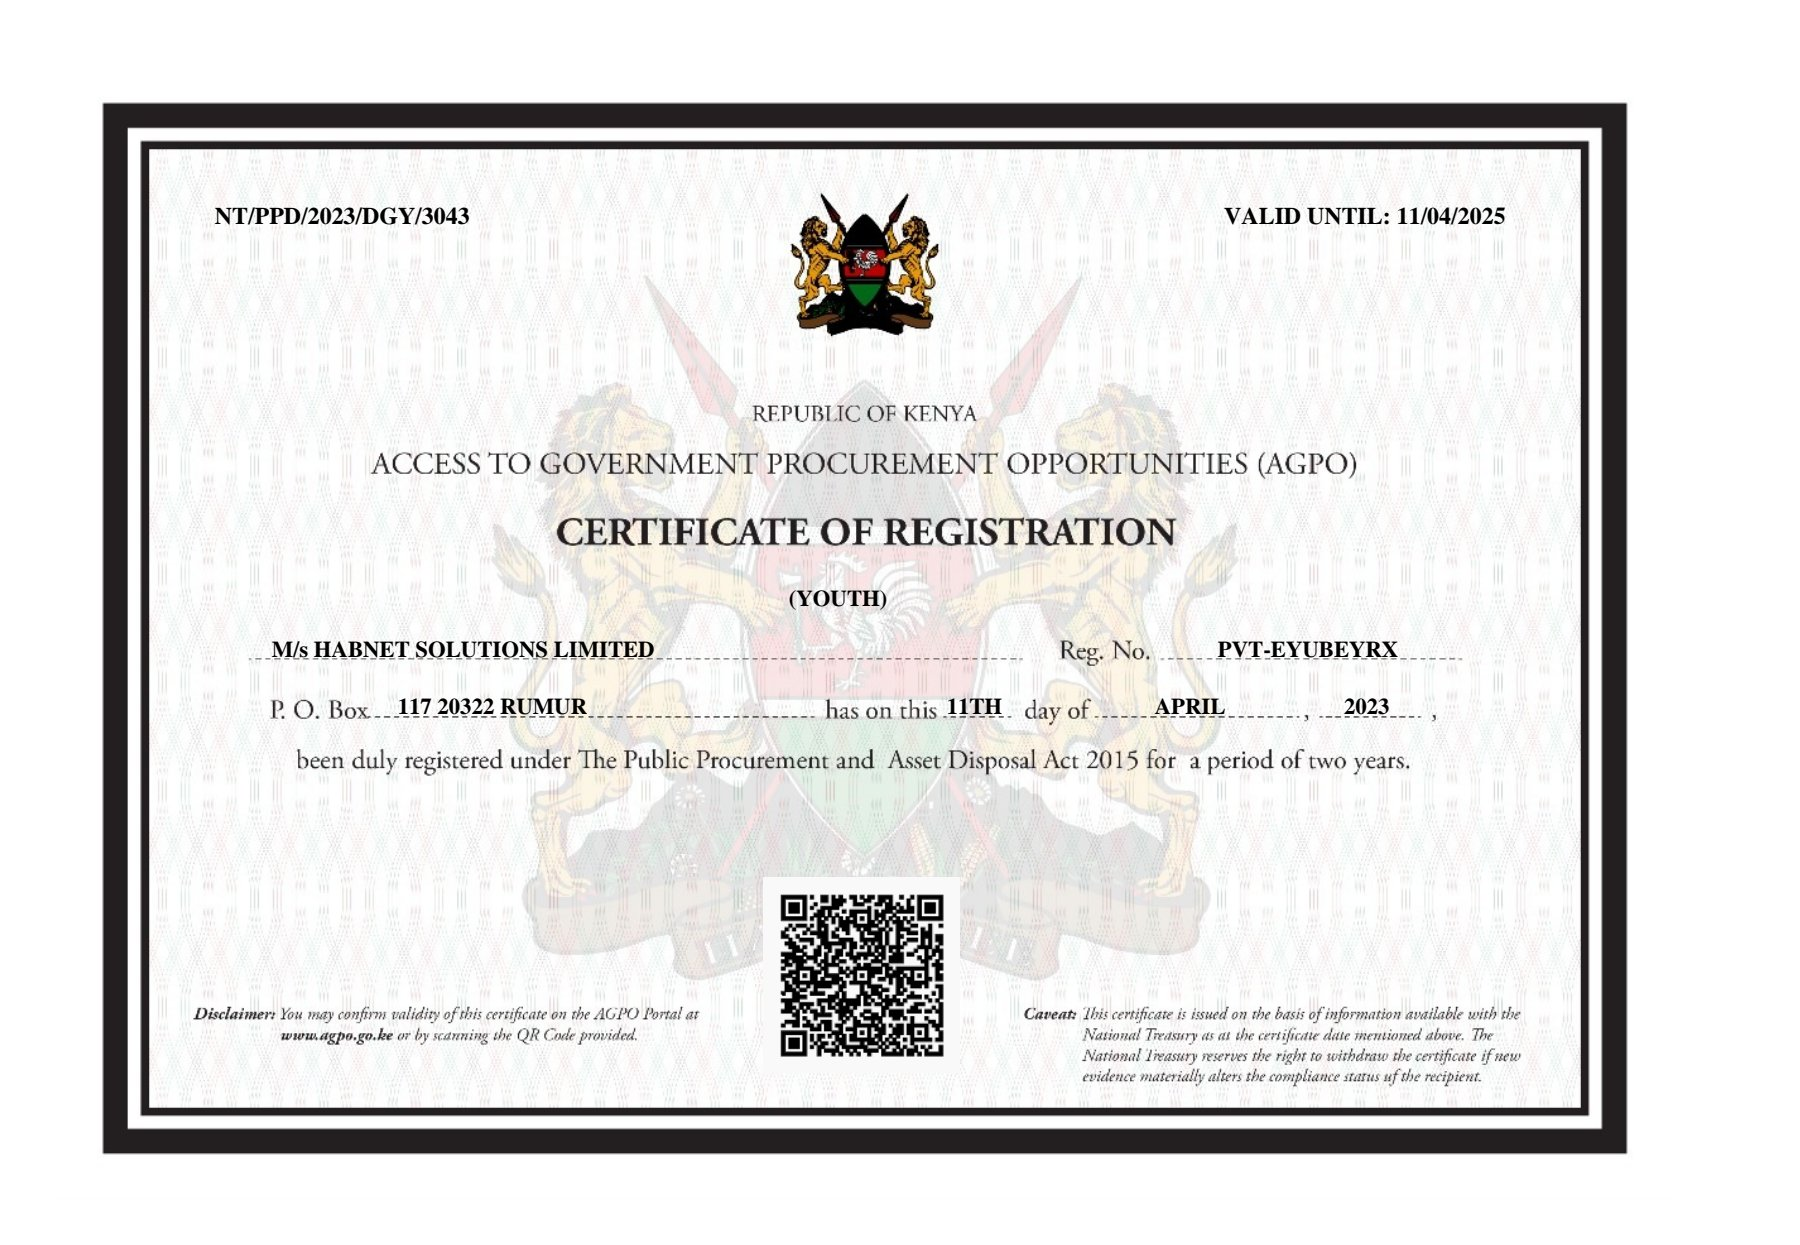 NT/PPD/2023/DGY/3043
VALID UNTIL: 11/04/2025
REPUBLIC OF KENYA
ACCESS TO GOVERNMENT PROCUREMENT OPPORTUNITIES (AGPO)
CERTIFICATE OF REGISTRATION
(YOUTH)
M/s HABNET SOLUTIONS LIMITED Reg. No. PVT-EYUBEYRX
P. O. Box 117 20322 RUMUR has on this 11TH day of APRIL , 2023 ,
been duly registered under The Public Procurement and Asset Disposal Act 2015 for a period of two years.
Disclaimer: You may confirm validity of this certificate on the AGPO Portal at
www.agpo.go.ke or by scanning the QR Code provided.
Caveat: This certificate is issued on the basis of information available with the
National Treasury as at the certificate date mentioned above. The
National Treasury reserves the right to withdraw the certificate if new
evidence materially alters the compliance status uf the recipient.